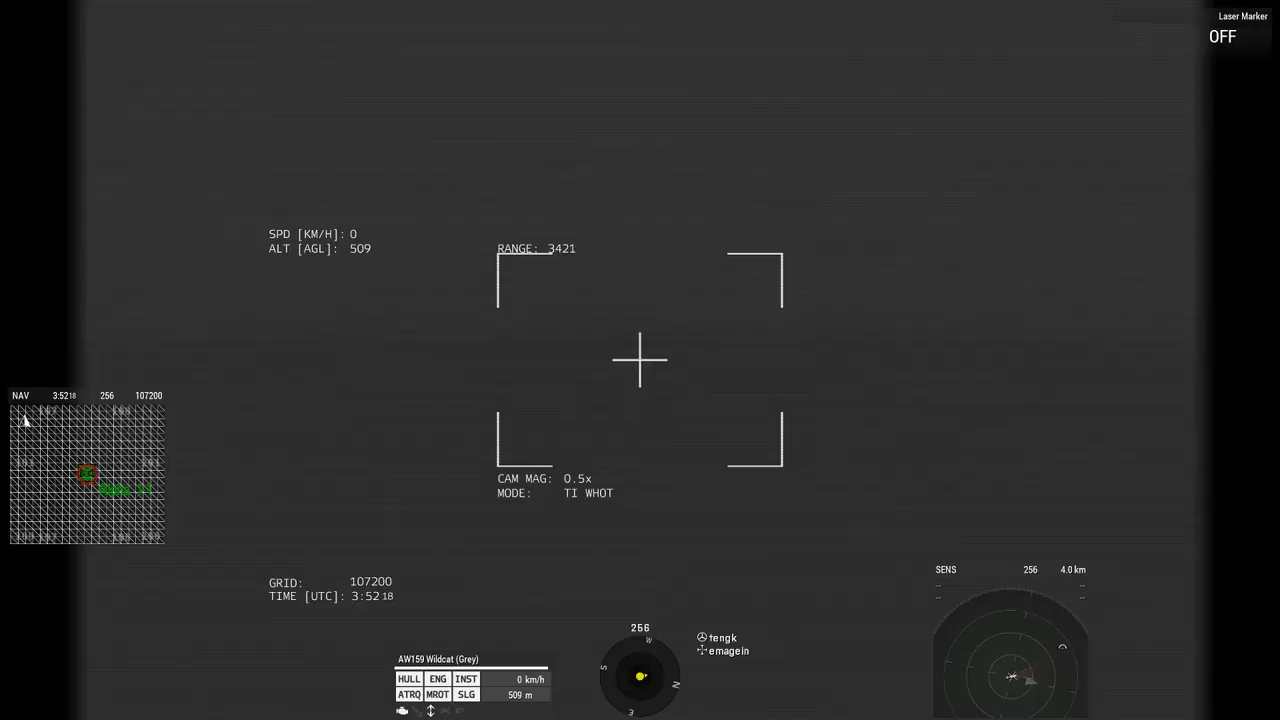 Laser Marker
OFF
SPD [KM/H]: 0
ALT [AGL]: 509
RANGE: 3421
NAV 3:52 18 256 107200
CAM MAG: 0.5x
MODE: TI WHOT
GRID: 107200
TIME [UTC]: 3:52 18
SENS 256 4.0 km
256
W
S
N
E
tengk
emagein
AW159 Wildcat (Grey)
HULL ENG INST 0 km/h
ATRQ MROT SLG 509 m